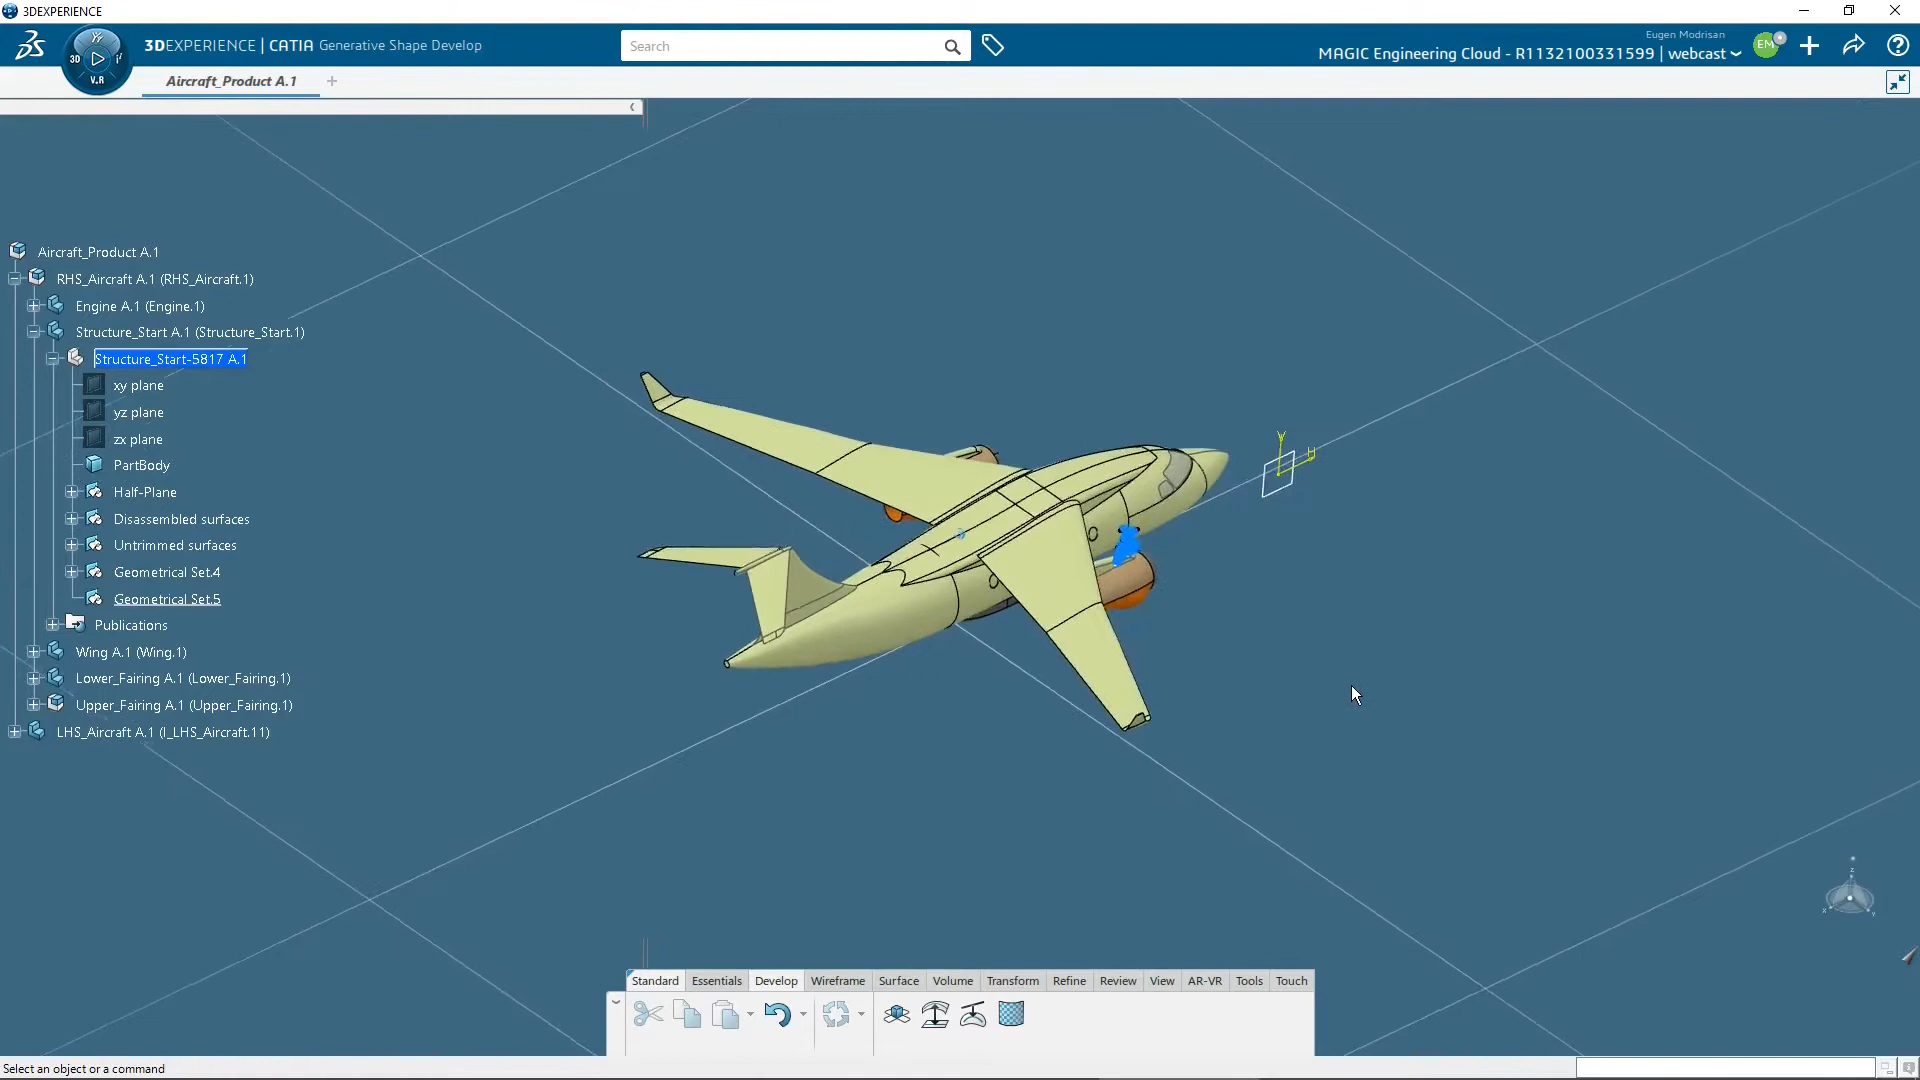 3DEXPERIENCE
3DEXPERIENCE | CATIA Generative Shape Develop
Search
Eugen Modrisan
MAGIC Engineering Cloud - R1132100331599 | webcast
EM
3D
V.R
Aircraft_Product A.1
Aircraft_Product A.1
RHS_Aircraft A.1 (RHS_Aircraft.1)
Engine A.1 (Engine.1)
Structure_Start A.1 (Structure_Start.1)
Structure_Start-5817 A.1
xy plane
yz plane
zx plane
PartBody
Half-Plane
Disassembled surfaces
Untrimmed surfaces
Geometrical Set.4
Geometrical Set.5
Publications
Wing A.1 (Wing.1)
Lower_Fairing A.1 (Lower_Fairing.1)
Upper_Fairing A.1 (Upper_Fairing.1)
LHS_Aircraft A.1 (I_LHS_Aircraft.11)
V
H
z
x
y
Standard Essentials Develop Wireframe Surface Volume Transform Refine Review View AR-VR Tools Touch
Select an object or a command